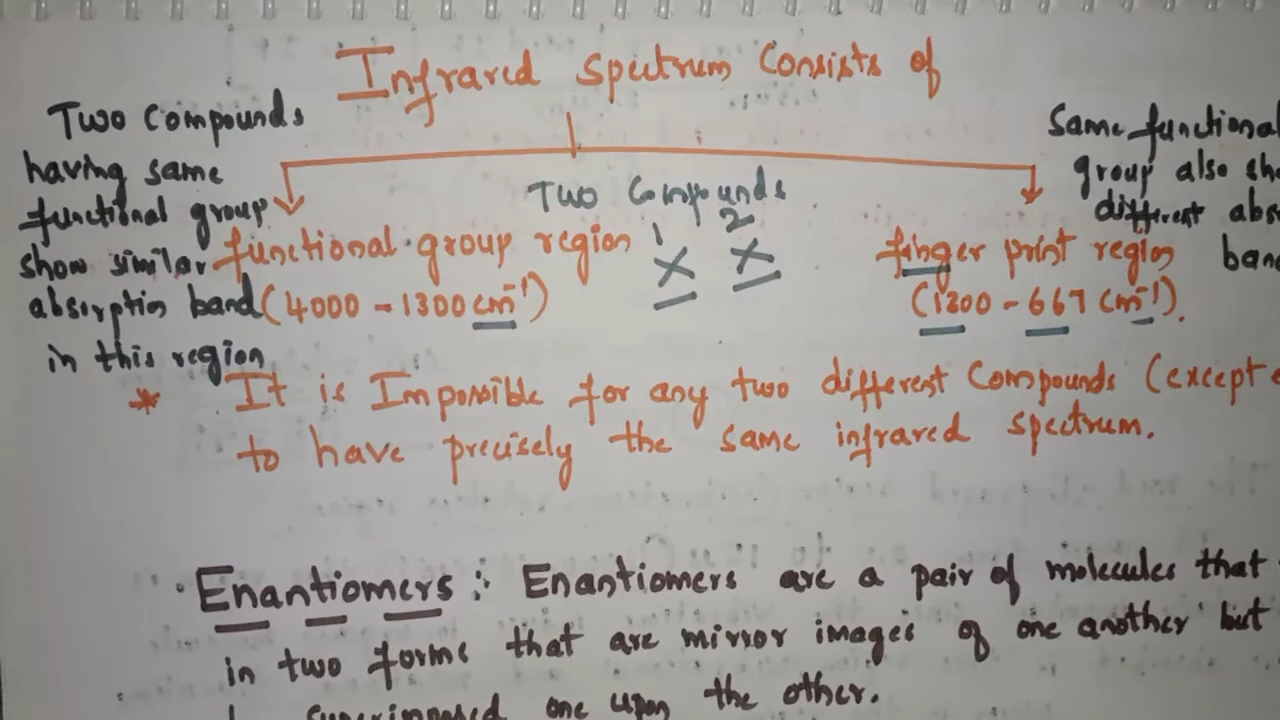 Infrared spectrum Consists of
Two Compounds
having same
functional group
show similar
absorption band
in this region
Two Compounds
1 2
X X
Same functional
group also
different
functional group region
(4000 - 1300 cm⁻¹)
finger print region
(1300 - 667 cm⁻¹).
* It is Impossible for any two different Compounds (except
to have precisely the same infrared spectrum.
Enantiomers : Enantiomers are a pair of molecules that
in two forms that are mirror images of one another but
superimposed one upon the other.